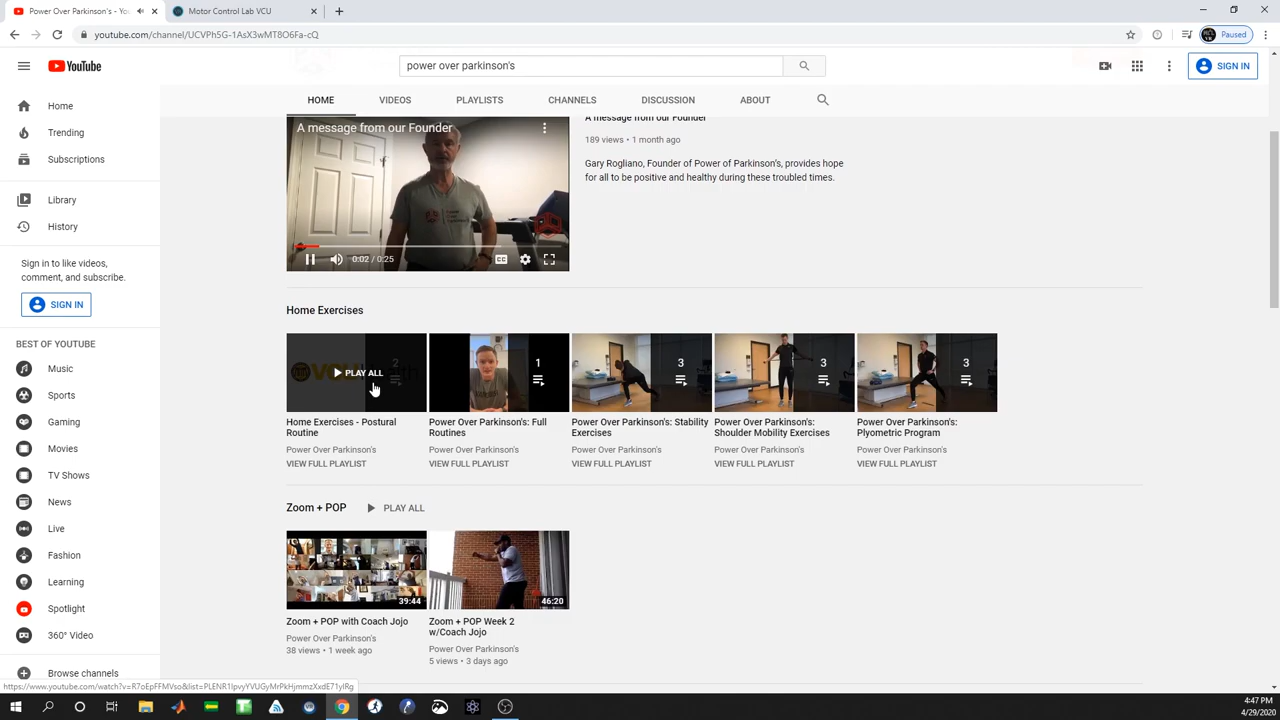 Power Over Parkinson's - Yo
Motor Control Lab VCU
youtube.com/channel/UCVPh5G-1AsX3wMT8O6Fa-cQ
Paused
YouTube
power over parkinson's
SIGN IN
HOME
VIDEOS
PLAYLISTS
CHANNELS
DISCUSSION
ABOUT
Home
Trending
Subscriptions
Library
History
Sign in to like videos,
comment, and subscribe.
SIGN IN
BEST OF YOUTUBE
Music
Sports
Gaming
Movies
TV Shows
News
Live
Fashion
Learning
Spotlight
360° Video
Browse channels
A message from our Founder
0:02 / 0:25
CC
A message from our Founder
189 views • 1 month ago
Gary Rogliano, Founder of Power of Parkinson's, provides hope
for all to be positive and healthy during these troubled times.
Home Exercises
VCU
PLAY ALL
2
1
3
3
3
Home Exercises - Postural
Routine
Power Over Parkinson's
VIEW FULL PLAYLIST
Power Over Parkinson's: Full
Routines
Power Over Parkinson's
VIEW FULL PLAYLIST
Power Over Parkinson's: Stability
Exercises
Power Over Parkinson's
VIEW FULL PLAYLIST
Power Over Parkinson's:
Shoulder Mobility Exercises
Power Over Parkinson's
VIEW FULL PLAYLIST
Power Over Parkinson's:
Plyometric Program
Power Over Parkinson's
VIEW FULL PLAYLIST
Zoom + POP
PLAY ALL
39:44
46:20
Zoom + POP with Coach Jojo
Power Over Parkinson's
38 views • 1 week ago
Zoom + POP Week 2
w/Coach Jojo
Power Over Parkinson's
5 views • 3 days ago
4:47 PM
4/29/2020